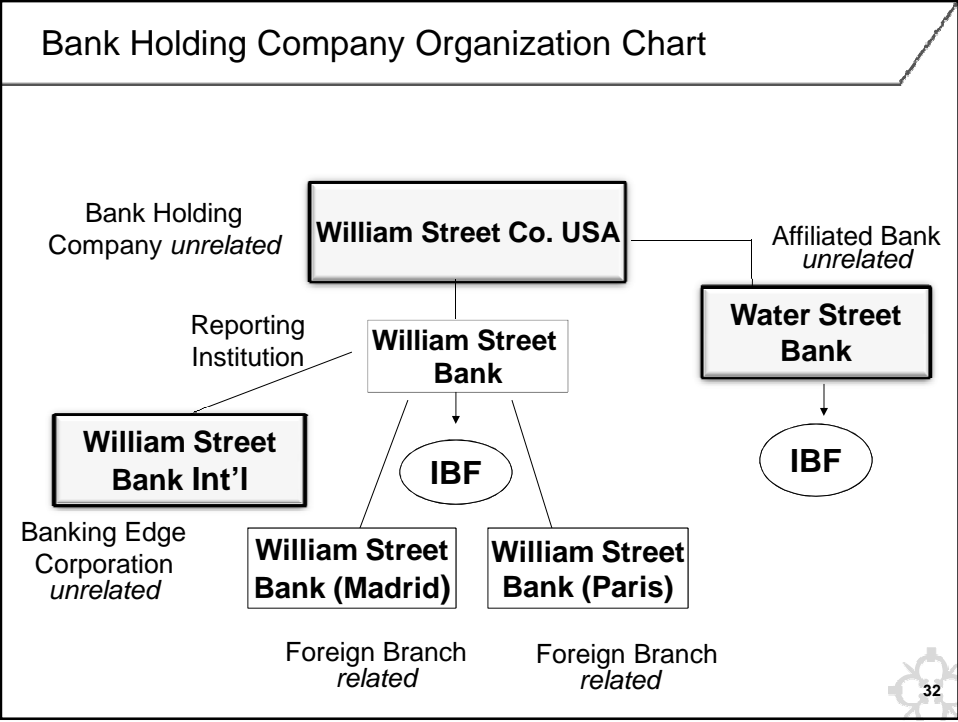 Bank Holding Company Organization Chart
Bank Holding
Company unrelated
William Street Co. USA
Affiliated Bank
unrelated
Water Street
Bank
Reporting
Institution
William Street
Bank
William Street
Bank Int’l
IBF
IBF
Banking Edge
Corporation
unrelated
William Street
Bank (Madrid)
William Street
Bank (Paris)
Foreign Branch
related
Foreign Branch
related
32